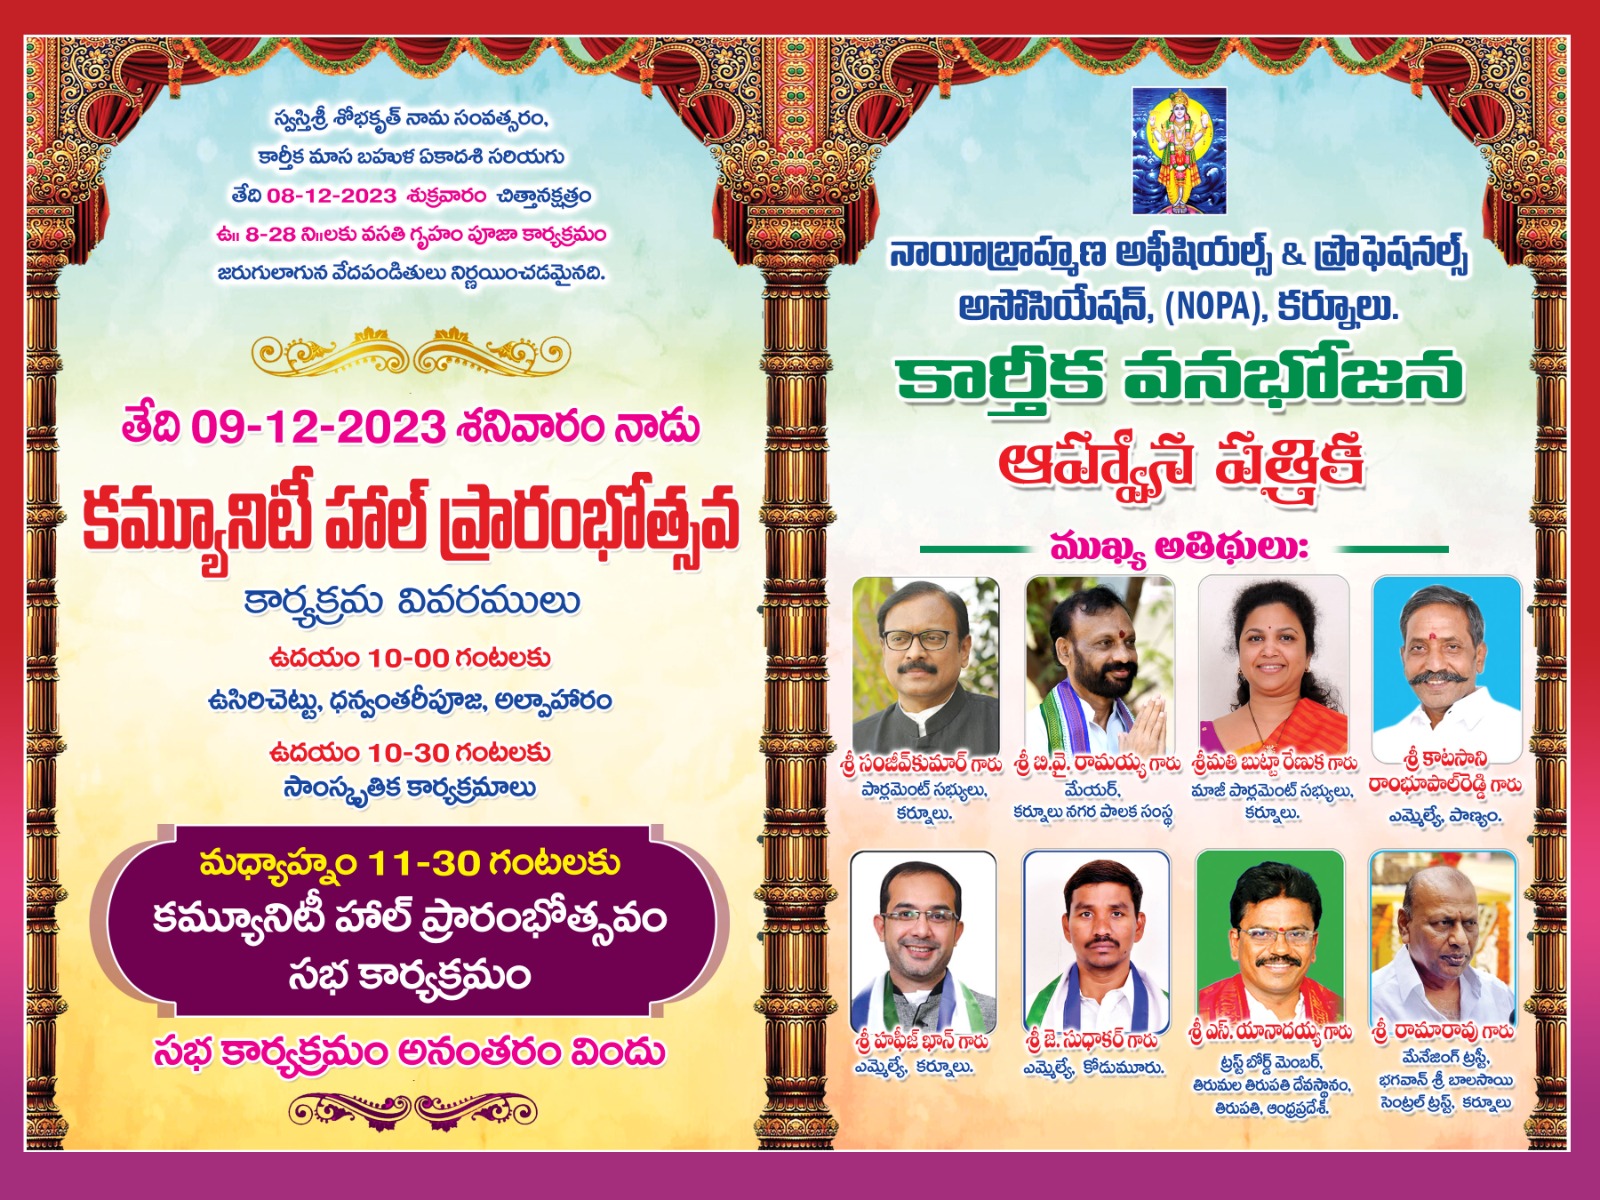 స్వస్తిశ్రీ శోభకృత్ నామ సంవత్సరం,
కార్తీక మాస బహుళ ఏకాదశి సరియగు
తేది 08-12-2023 శుక్రవారం చిత్తానక్షత్రం
ఉ॥ 8-28 ని॥లకు వసతి గృహం పూజా కార్యక్రమం
జరుగులాగున వేదపండితులు నిర్ణయించడమైనది.
తేది 09-12-2023 శనివారం నాడు
కమ్యూనిటీ హాల్ ప్రారంభోత్సవ
కార్యక్రమ వివరములు
ఉదయం 10-00 గంటలకు
ఉసిరిచెట్టు, ధన్వంతరీపూజ, అల్పాహారం
ఉదయం 10-30 గంటలకు
సాంస్కృతిక కార్యక్రమాలు
మధ్యాహ్నం 11-30 గంటలకు
కమ్యూనిటీ హాల్ ప్రారంభోత్సవం
సభ కార్యక్రమం
సభ కార్యక్రమం అనంతరం విందు
నాయీబ్రాహ్మణ అఫీషియల్స్ & ప్రొఫెషనల్స్
అసోసియేషన్, (NOPA), కర్నూలు.
కార్తీక వనభోజన
ఆహ్వాన పత్రిక
ముఖ్య అతిథులు:
శ్రీ సంజీవ్‌కుమార్ గారు
పార్లమెంట్ సభ్యులు,
కర్నూలు.
శ్రీ బి.వై. రామయ్య గారు
మేయర్,
కర్నూలు నగర పాలక సంస్థ
శ్రీమతి బుట్టా రేణుక గారు
మాజీ పార్లమెంట్ సభ్యులు,
కర్నూలు.
శ్రీ కాటసాని
రాంభూపాల్‌రెడ్డి గారు
ఎమ్మెల్యే, పాణ్యం.
శ్రీ హఫీజ్ ఖాన్ గారు
ఎమ్మెల్యే, కర్నూలు.
శ్రీ జె. సుధాకర్ గారు
ఎమ్మెల్యే, కోడుమూరు.
శ్రీ ఎస్. యానాదయ్య గారు
ట్రస్ట్ బోర్డ్ మెంబర్,
తిరుమల తిరుపతి దేవస్థానం,
తిరుపతి, ఆంధ్రప్రదేశ్.
శ్రీ రామారావు గారు
మేనేజింగ్ ట్రస్టీ,
భగవాన్ శ్రీ బాలసాయి
సెంట్రల్ ట్రస్ట్, కర్నూలు